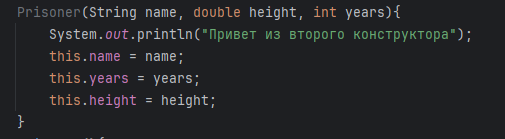 Prisoner(String name, double height, int years){
System.out.println("Привет из второго конструктора");
this.name = name;
this.years = years;
this.height = height;
}